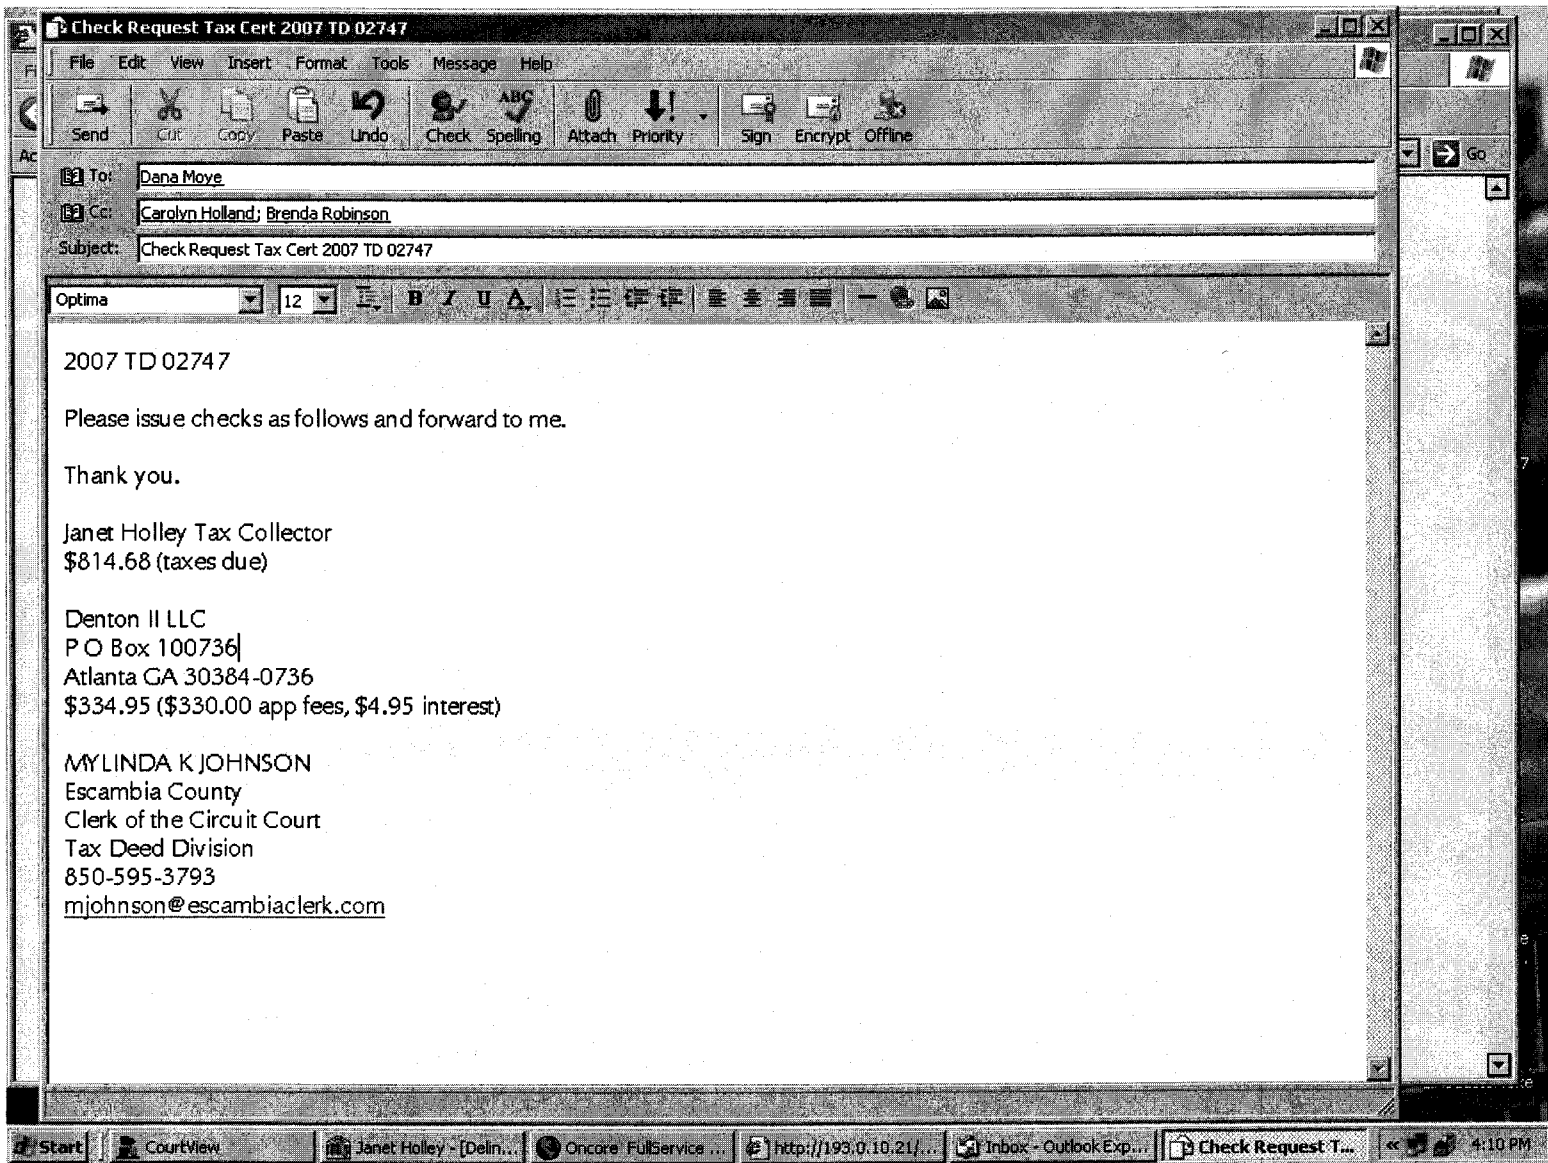 Check Request Tax Cert 2007 TD 02747
File Edit View Insert Format Tools Message Help
Send Cut Copy Paste Undo Check Spelling Attach Priority Sign Encrypt Offline
Go
To: Dana Moye
Cc: Carolyn Holland; Brenda Robinson
Subject: Check Request Tax Cert 2007 TD 02747
Optima 12 B I U A
2007 TD 02747
Please issue checks as follows and forward to me.
Thank you.
Janet Holley Tax Collector
$814.68 (taxes due)
Denton II LLC
P O Box 100736
Atlanta GA 30384-0736
$334.95 ($330.00 app fees, $4.95 interest)
MYLINDA K JOHNSON
Escambia County
Clerk of the Circuit Court
Tax Deed Division
850-595-3793
mjohnson@escambiaclerk.com
Start CourtView Janet Holley - [Delin... Oncore FullService ... http://193.0.10.21/... Inbox - Outlook Exp... Check Request T... « 4:10 PM